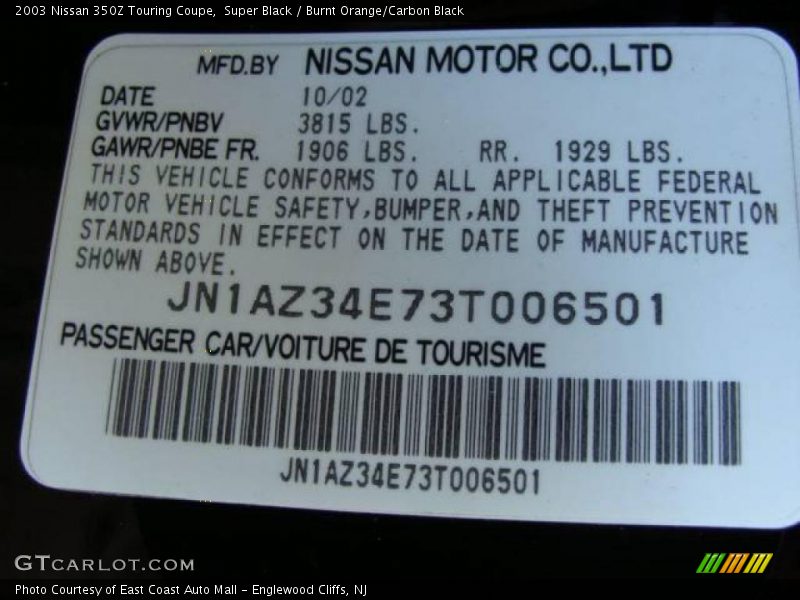 2003 Nissan 350Z Touring Coupe,  Super Black / Burnt Orange/Carbon Black
MFD.BY NISSAN MOTOR CO.,LTD
DATE 10/02
GVWR/PNBV 3815 LBS.
GAWR/PNBE FR. 1906 LBS. RR. 1929 LBS.
THIS VEHICLE CONFORMS TO ALL APPLICABLE FEDERAL
MOTOR VEHICLE SAFETY,BUMPER,AND THEFT PREVENTION
STANDARDS IN EFFECT ON THE DATE OF MANUFACTURE
SHOWN ABOVE.
JN1AZ34E73T006501
PASSENGER CAR/VOITURE DE TOURISME
JN1AZ34E73T006501
GTCARLOT.COM
Photo Courtesy of East Coast Auto Mall - Englewood Cliffs, NJ